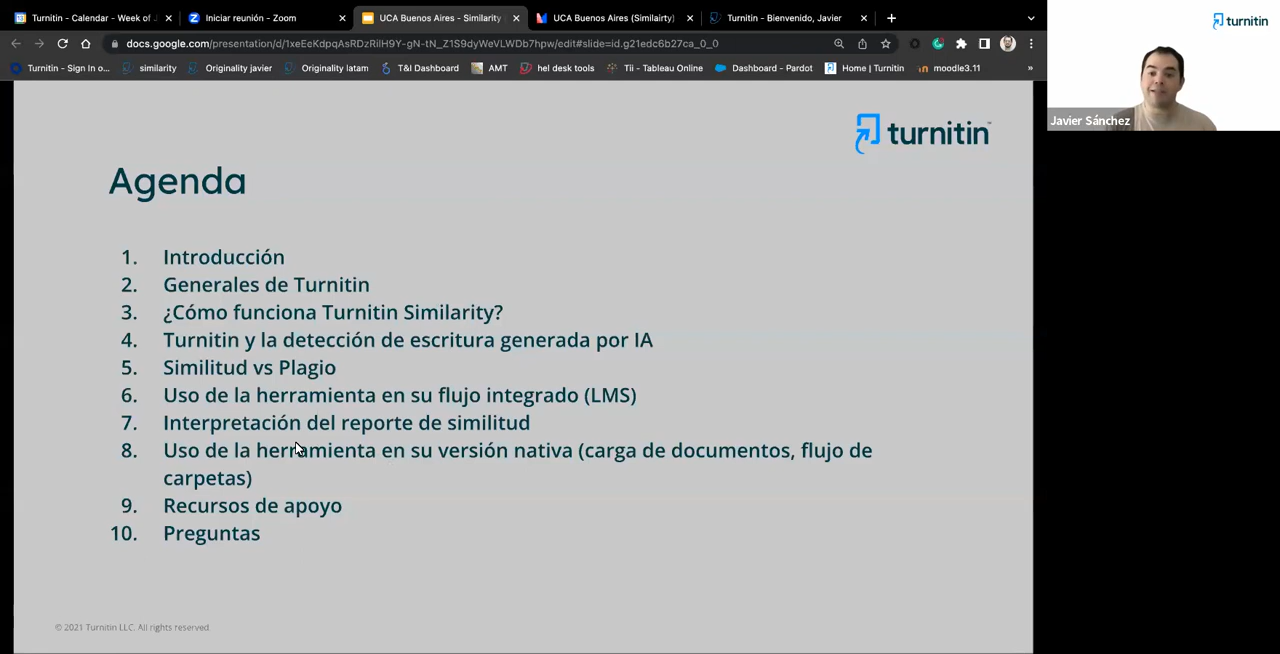 Turnitin - Calendar - Week of J
Iniciar reunión - Zoom
UCA Buenos Aires - Similarity
UCA Buenos Aires (Similairty)
Turnitin - Bienvenido, Javier
docs.google.com/presentation/d/1xeEeKdpqAsRDzRilH9Y-gN-tN_Z1S9dyWeVLWDb7hpw/edit#slide=id.g21edc6b27ca_0_0
Turnitin - Sign In o...
similarity
Originality javier
Originality latam
T&I Dashboard
AMT
hel desk tools
Tii - Tableau Online
Dashboard - Pardot
Home | Turnitin
moodle3.11
»
turnitin
Javier Sánchez
turnitin™
Agenda
1. Introducción
2. Generales de Turnitin
3. ¿Cómo funciona Turnitin Similarity?
4. Turnitin y la detección de escritura generada por IA
5. Similitud vs Plagio
6. Uso de la herramienta en su flujo integrado (LMS)
7. Interpretación del reporte de similitud
8. Uso de la herramienta en su versión nativa (carga de documentos, flujo de
carpetas)
9. Recursos de apoyo
10. Preguntas
© 2021 Turnitin LLC. All rights reserved.